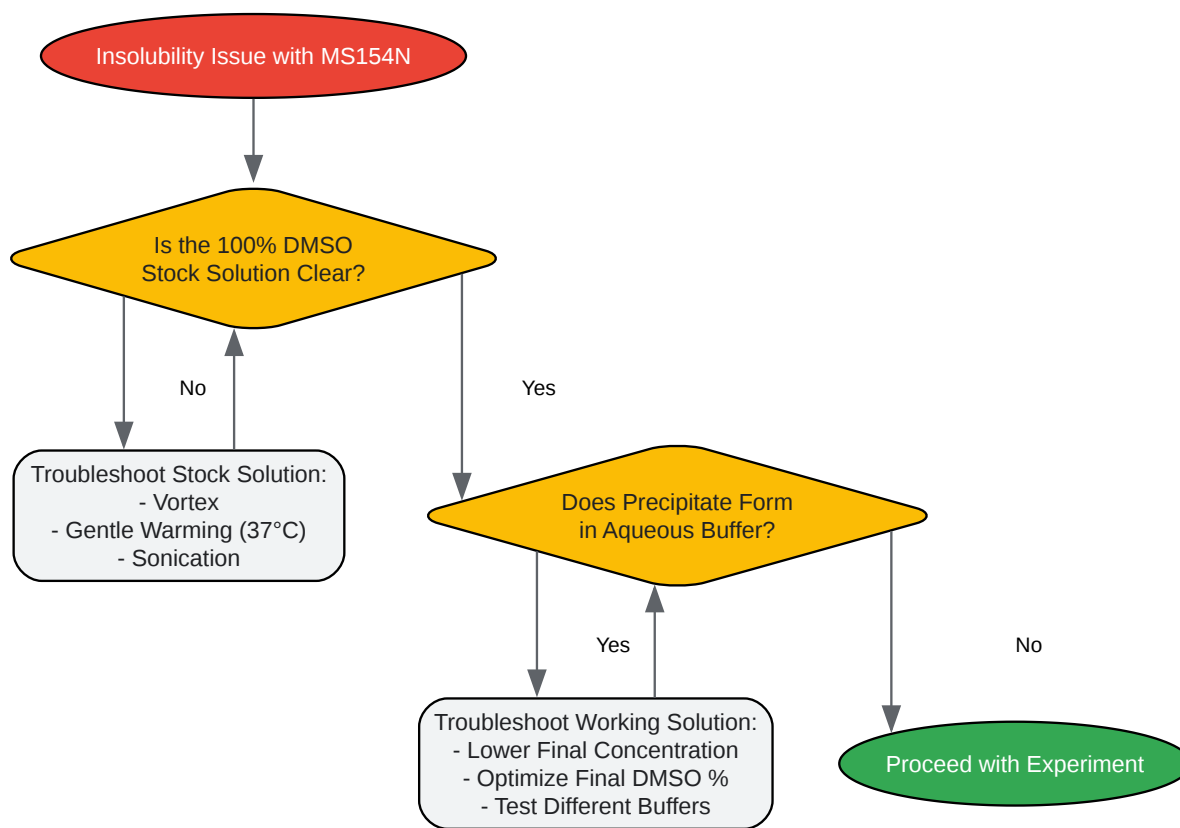 Insolubility Issue with MS154N
Is the 100% DMSO
Stock Solution Clear?
No
Yes
Troubleshoot Stock Solution:
- Vortex
- Gentle Warming (37°C)
- Sonication
Does Precipitate Form
in Aqueous Buffer?
Yes
No
Troubleshoot Working Solution:
- Lower Final Concentration
- Optimize Final DMSO %
- Test Different Buffers
Proceed with Experiment